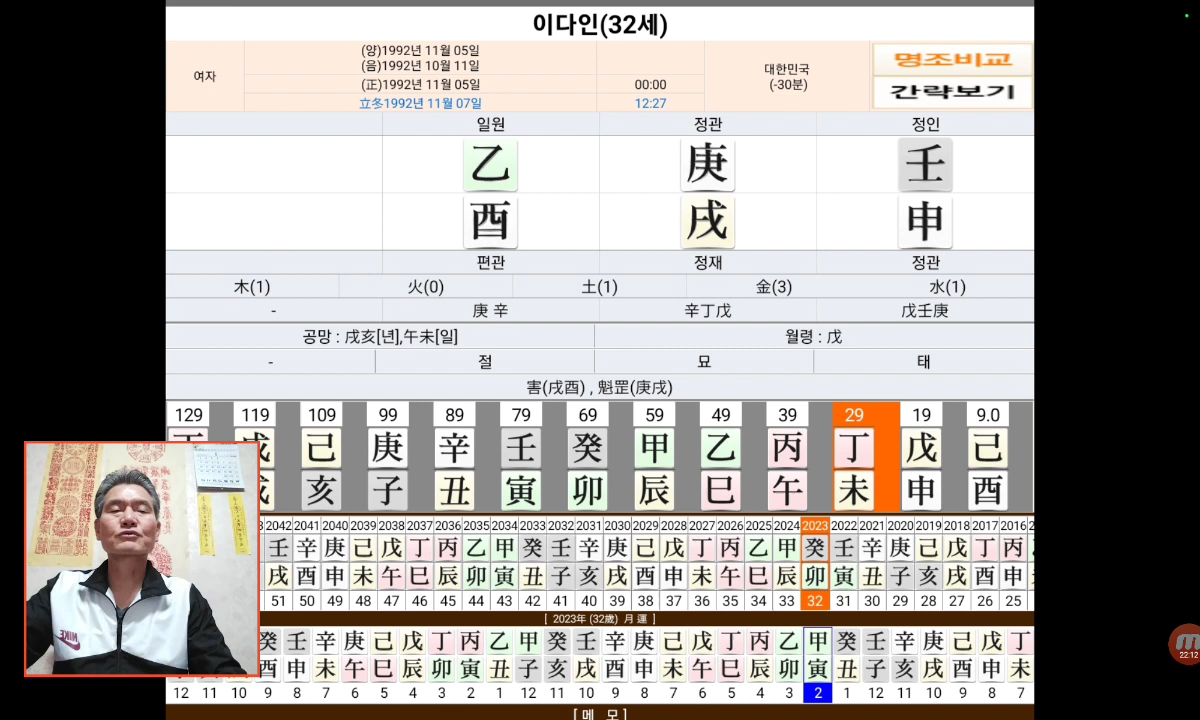 이다인(32세)
여자
(양)1992년 11월 05일
(음)1992년 10월 11일
(正)1992년 11월 05일 00:00
立冬1992년 11월 07일 12:27
대한민국
(-30분)
명조비교
간략보기
일원 정관 정인
乙 庚 壬
酉 戌 申
편관 정재 정관
木(1) 火(0) 土(1) 金(3) 水(1)
- 庚 辛 辛丁戊 戊壬庚
공망 : 戌亥[년],午未[일] 월령 : 戊
- 절 묘 태
害(戌酉) , 魁罡(庚戌)
129 119 109 99 89 79 69 59 49 39 29 19 9.0
己 庚 辛 壬 癸 甲 乙 丙 丁 戊 己
亥 子 丑 寅 卯 辰 巳 午 未 申 酉
2042 2041 2040 2039 2038 2037 2036 2035 2034 2033 2032 2031 2030 2029 2028 2027 2026 2025 2024 2023 2022 2021 2020 2019 2018 2017 2016
壬 辛 庚 己 戊 丁 丙 乙 甲 癸 壬 辛 庚 己 戊 丁 丙 乙 甲 癸 壬 辛 庚 己 戊 丁 丙
戌 酉 申 未 午 巳 辰 卯 寅 丑 子 亥 戌 酉 申 未 午 巳 辰 卯 寅 丑 子 亥 戌 酉 申
51 50 49 48 47 46 45 44 43 42 41 40 39 38 37 36 35 34 33 32 31 30 29 28 27 26 25
[ 2023年 (32歲) 月 運 ]
癸 壬 辛 庚 己 戊 丁 丙 乙 甲 癸 壬 辛 庚 己 戊 丁 丙 乙 甲 癸 壬 辛 庚 己 戊 丁
酉 申 未 午 巳 辰 卯 寅 丑 子 亥 戌 酉 申 未 午 巳 辰 卯 寅 丑 子 亥 戌 酉 申 未
12 11 10 9 8 7 6 5 4 3 2 1 12 11 10 9 8 7 6 5 4 3 2 1 12 11 10 9 8 7
[ 메 모 ]
NIKE
22:12